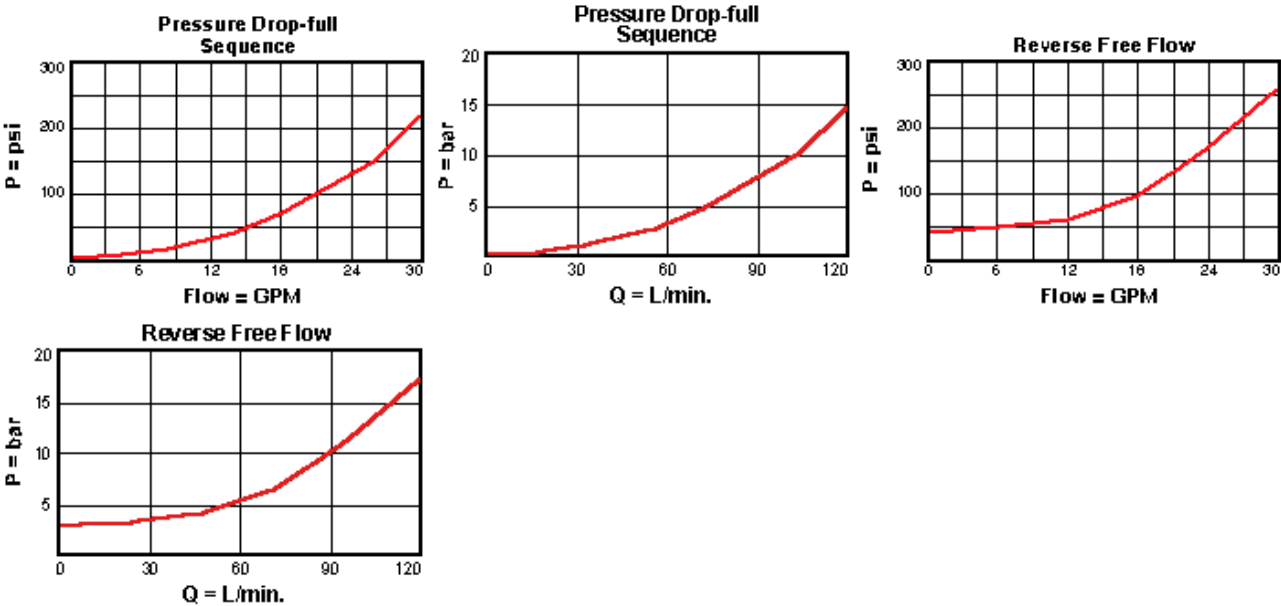 Pressure Drop-full
Sequence
300
200
100
P = psi
0 6 12 18 24 30
Flow = GPM
Pressure Drop-full
Sequence
20
15
10
5
P = bar
0 30 60 90 120
Q = L/min.
Reverse Free Flow
300
200
100
P = psi
0 6 12 18 24 30
Flow = GPM
Reverse Free Flow
20
15
10
5
P = bar
0 30 60 90 120
Q = L/min.